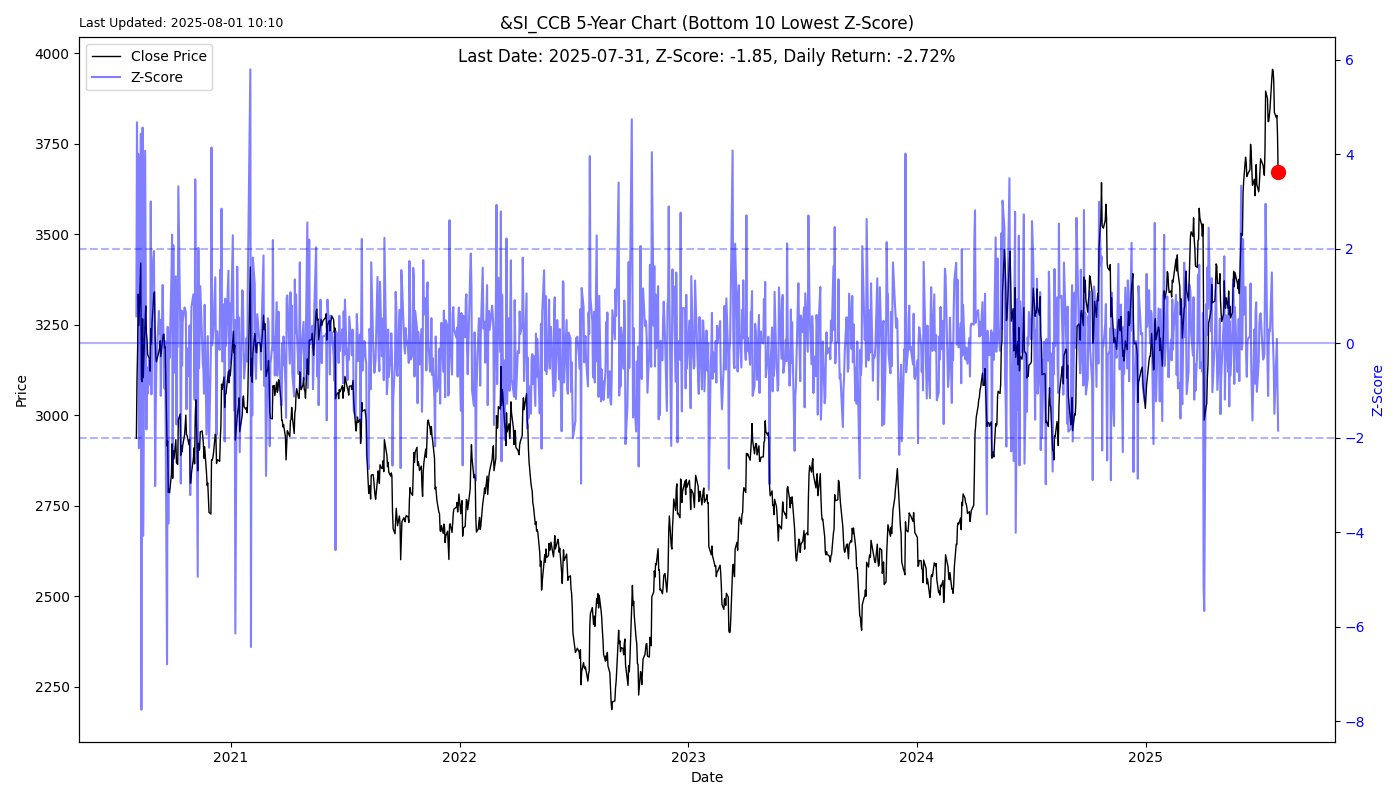 Last Updated: 2025-08-01 10:10
&SI_CCB 5-Year Chart (Bottom 10 Lowest Z-Score)
Last Date: 2025-07-31, Z-Score: -1.85, Daily Return: -2.72%
Close Price
Z-Score
4000
3750
3500
3250
3000
2750
2500
2250
Price
6
4
2
0
−2
−4
−6
−8
Z-Score
2021
2022
2023
2024
2025
Date